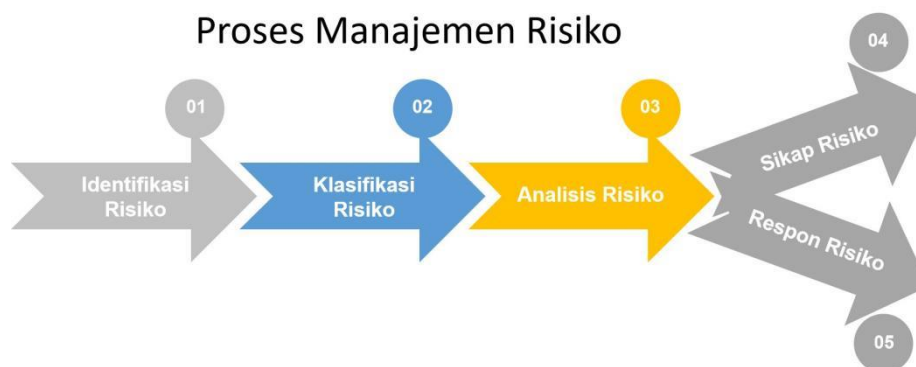 Proses Manajemen Risiko
01
Identifikasi
Risiko
02
Klasifikasi
Risiko
03
Analisis Risiko
04
Sikap Risiko
Respon Risiko
05